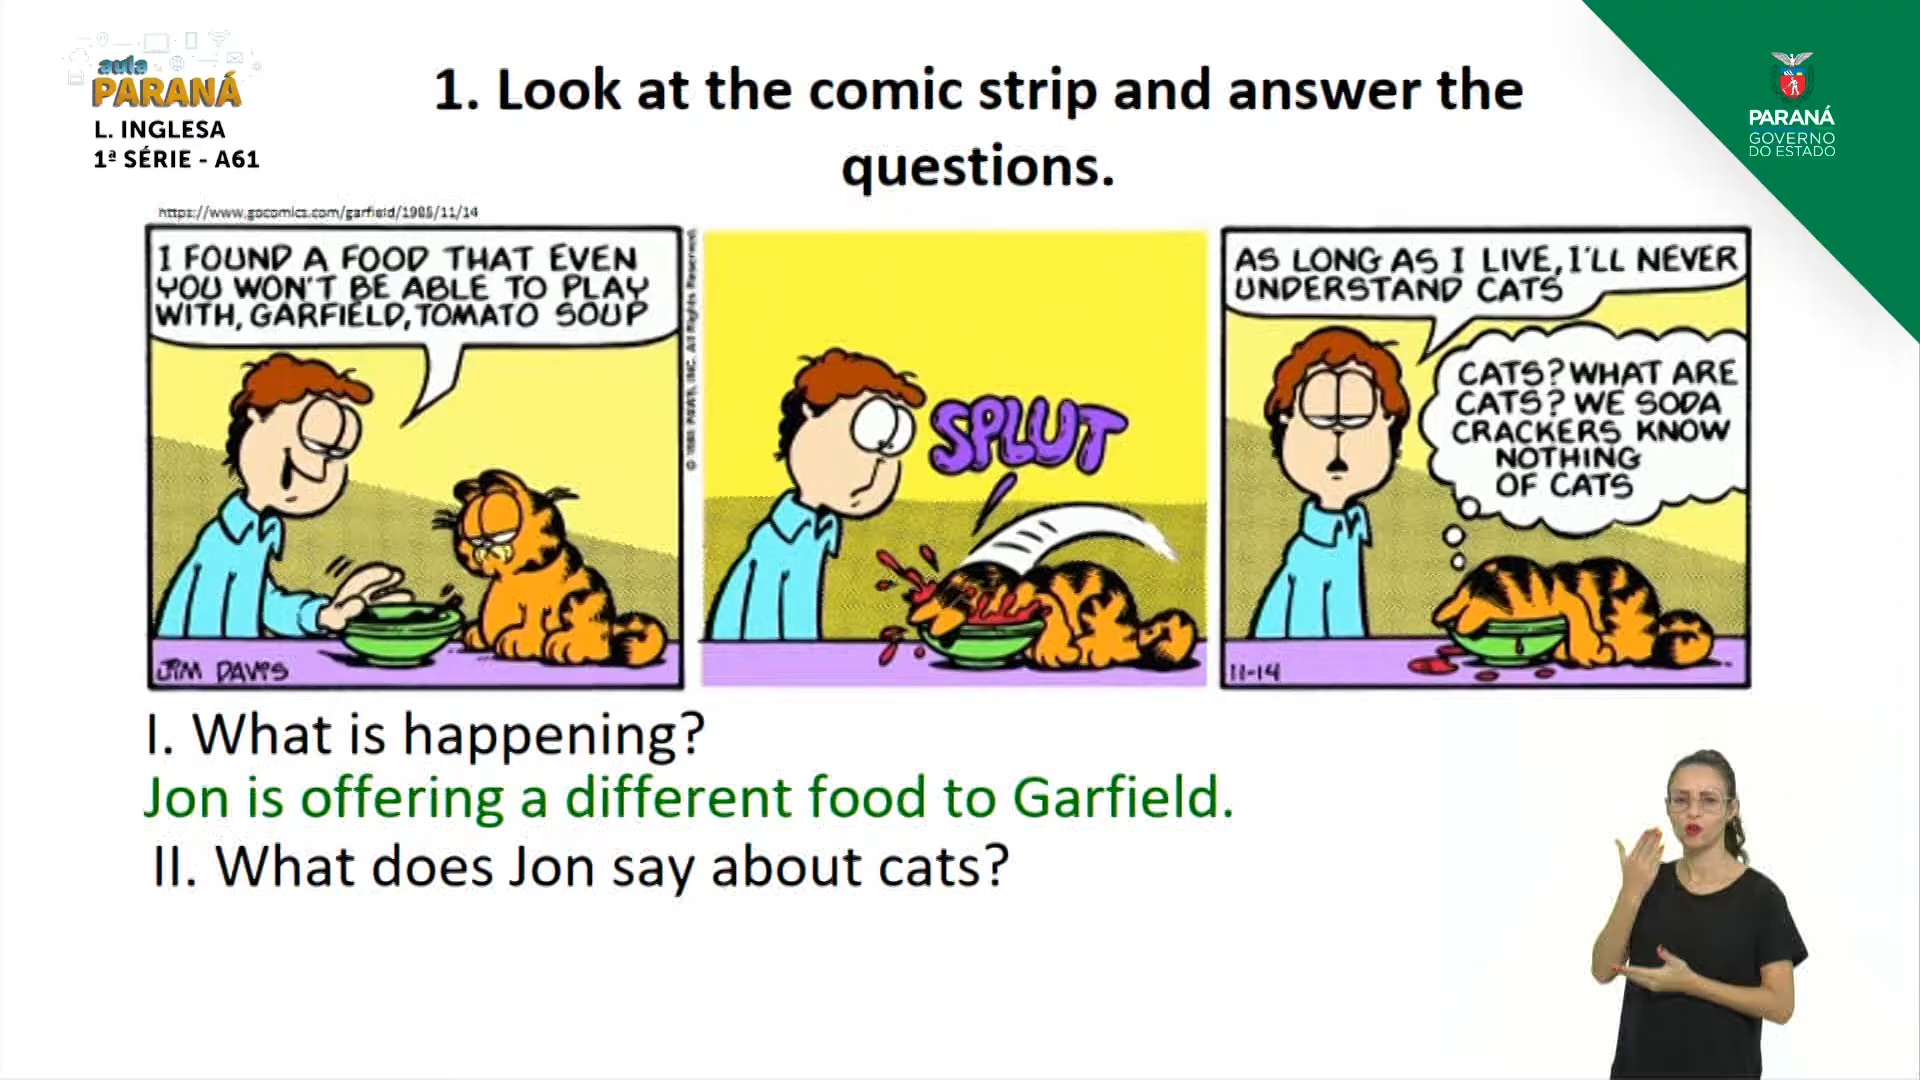 aula
PARANÁ
L. INGLESA
1ª SÉRIE - A61
1. Look at the comic strip and answer the
questions.
PARANÁ
GOVERNO
DO ESTADO
https://www.gocomics.com/garfield/1985/11/14
I FOUND A FOOD THAT EVEN
YOU WON'T BE ABLE TO PLAY
WITH, GARFIELD, TOMATO SOUP
JIM DAVIS
SPLUT
AS LONG AS I LIVE, I'LL NEVER
UNDERSTAND CATS
CATS? WHAT ARE
CATS? WE SODA
CRACKERS KNOW
NOTHING
OF CATS
11-14
I. What is happening?
Jon is offering a different food to Garfield.
II. What does Jon say about cats?